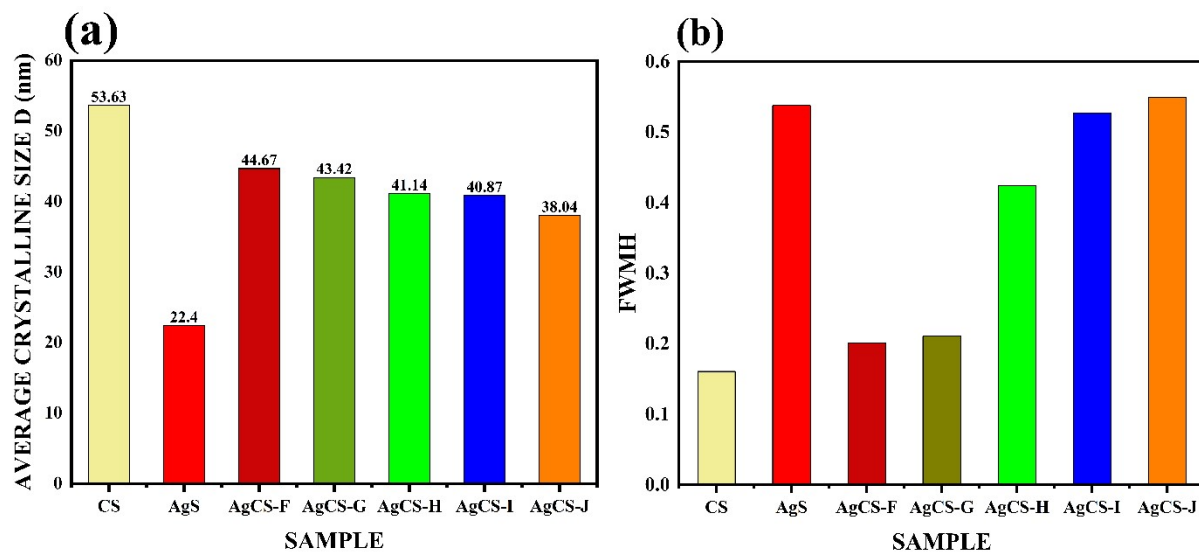 (a)
AVERAGE CRYSTALLINE SIZE D (nm)
60
50
40
30
20
10
0
53.63
22.4
44.67
43.42
41.14
40.87
38.04
CS AgS AgCS-F AgCS-G AgCS-H AgCS-I AgCS-J
SAMPLE
(b)
FWMH
0.6
0.5
0.4
0.3
0.2
0.1
0.0
CS AgS AgCS-F AgCS-G AgCS-H AgCS-I AgCS-J
SAMPLE